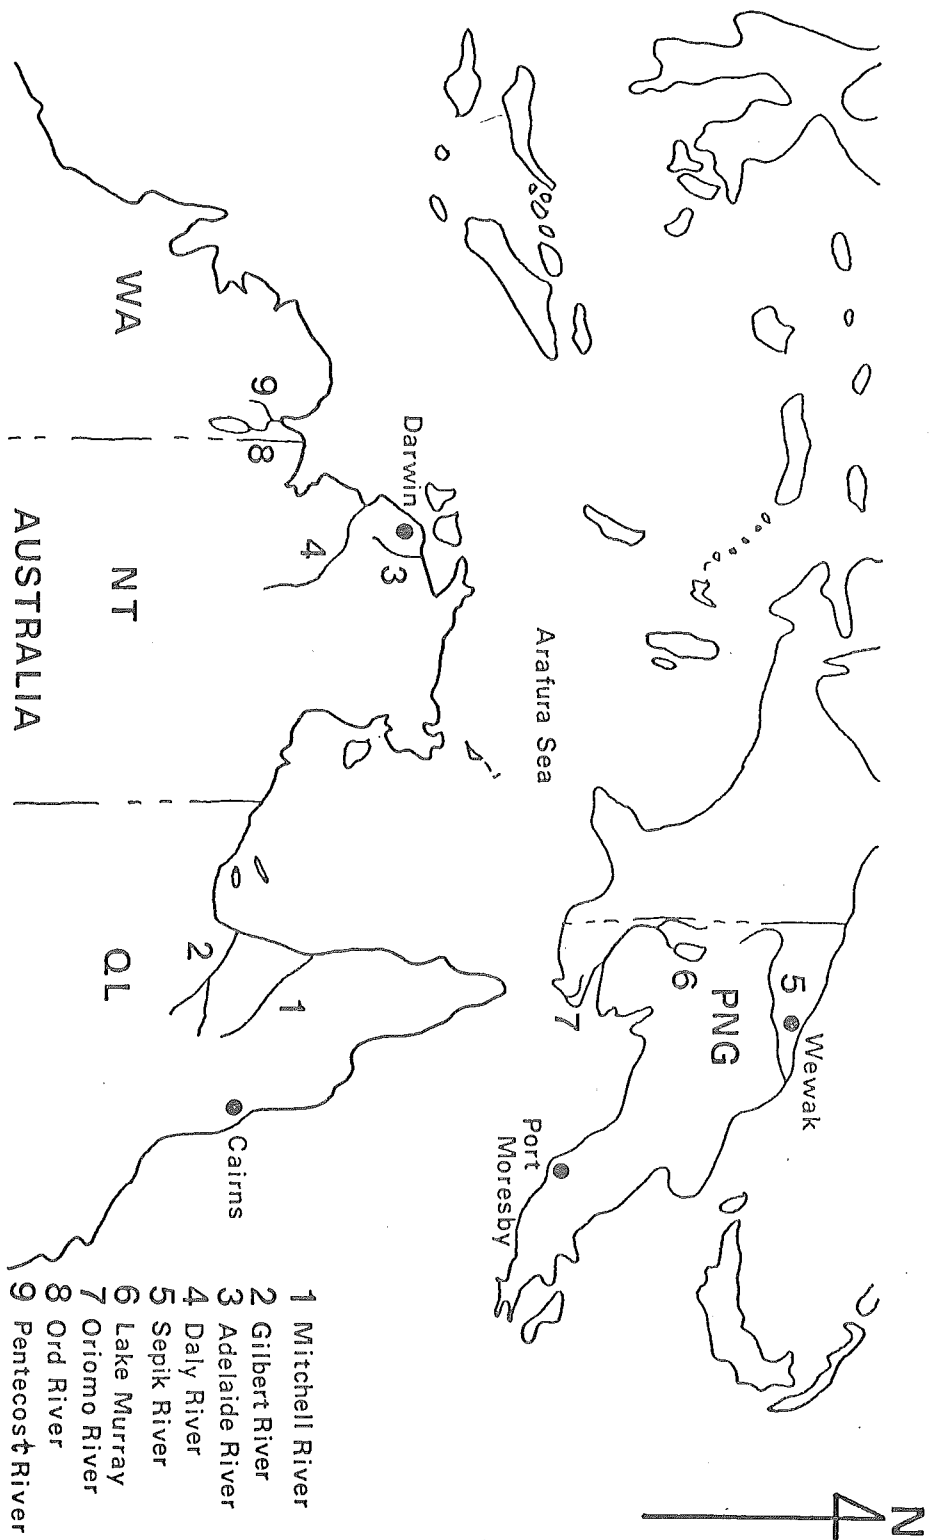 N
5
Wewak
PNG
6
7
Port
Moresby
Arafura Sea
Darwin
3
4
9
8
1
2
Cairns
WA
NT
QL
AUSTRALIA
1 Mitchell River
2 Gilbert River
3 Adelaide River
4 Daly River
5 Sepik River
6 Lake Murray
7 Oriomo River
8 Ord River
9 Pentecost River